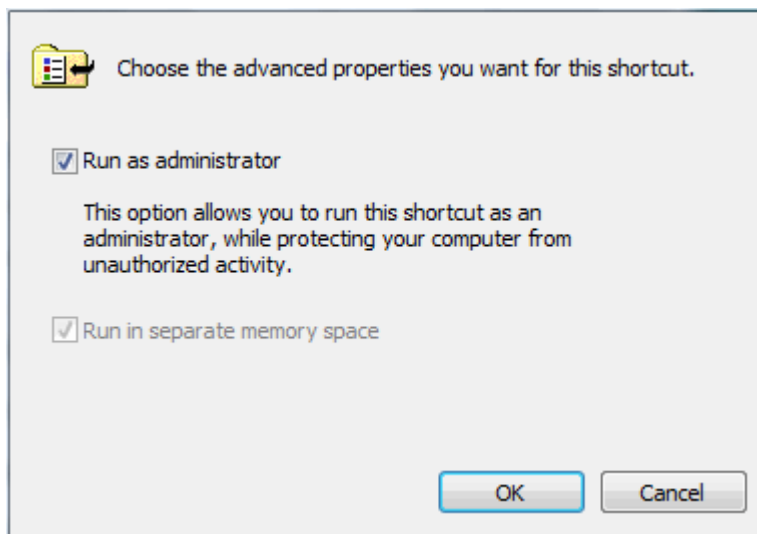 Choose the advanced properties you want for this shortcut.
Run as administrator
This option allows you to run this shortcut as an
administrator, while protecting your computer from
unauthorized activity.
Run in separate memory space
OK Cancel